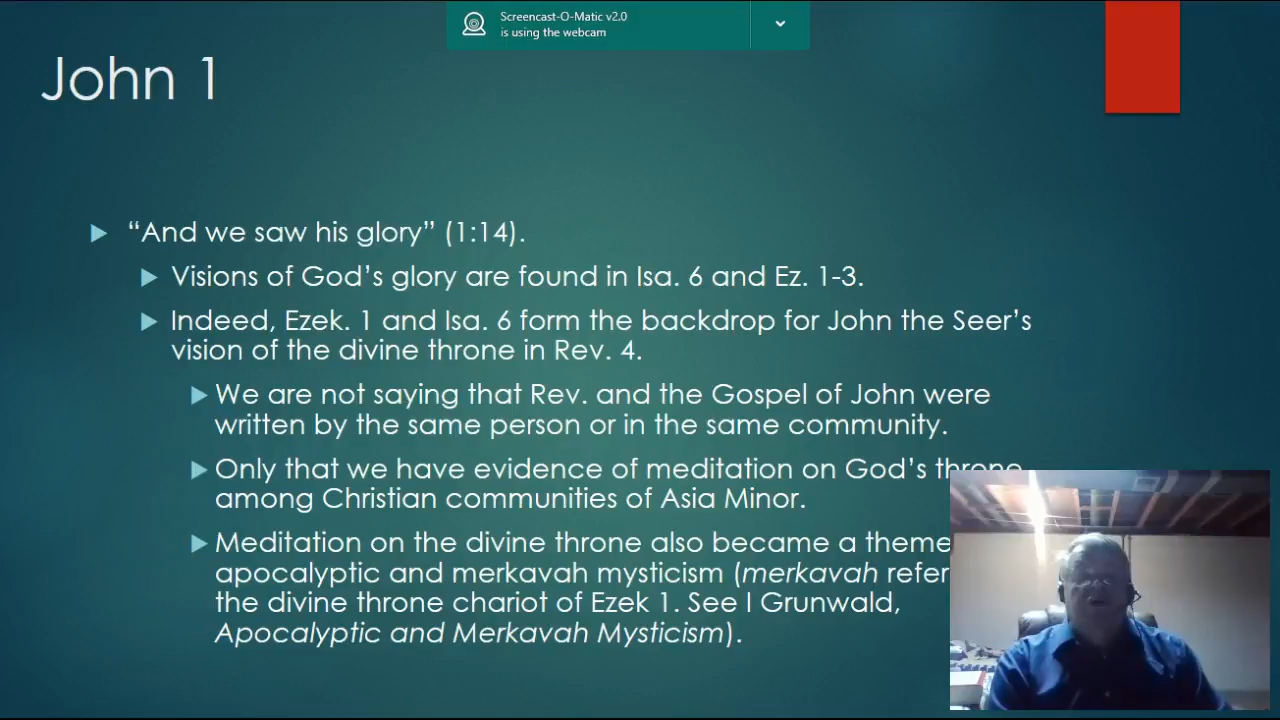 Screencast-O-Matic v2.0
is using the webcam
John 1
“And we saw his glory” (1:14).
Visions of God’s glory are found in Isa. 6 and Ez. 1-3.
Indeed, Ezek. 1 and Isa. 6 form the backdrop for John the Seer’s
vision of the divine throne in Rev. 4.
We are not saying that Rev. and the Gospel of John were
written by the same person or in the same community.
Only that we have evidence of meditation on God’s throne
among Christian communities of Asia Minor.
Meditation on the divine throne also became a theme
apocalyptic and merkavah mysticism (merkavah
the divine throne chariot of Ezek 1. See I Grunwald,
Apocalyptic and Merkavah Mysticism).